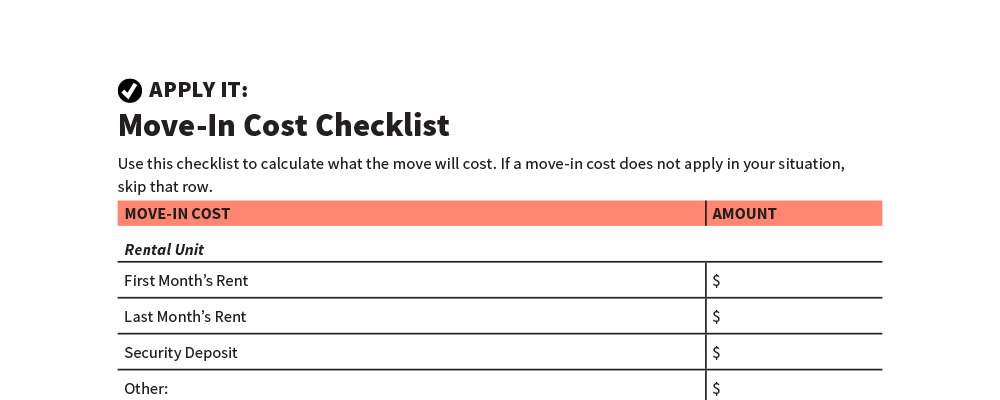 APPLY IT:
Move-In Cost Checklist
Use this checklist to calculate what the move will cost. If a move-in cost does not apply in your situation,
skip that row.
MOVE-IN COST AMOUNT
Rental Unit
First Month’s Rent $
Last Month’s Rent $
Security Deposit $
Other: $